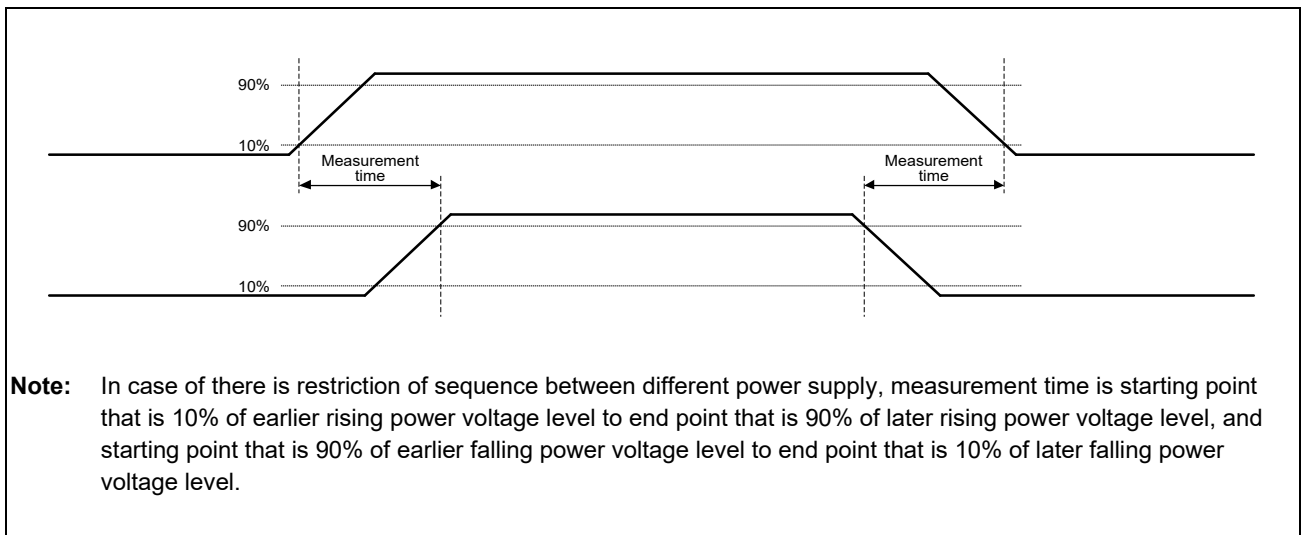 90%
10%
Measurement
time
Measurement
time
90%
10%
Note: In case of there is restriction of sequence between different power supply, measurement time is starting point
that is 10% of earlier rising power voltage level to end point that is 90% of later rising power voltage level, and
starting point that is 90% of earlier falling power voltage level to end point that is 10% of later falling power
voltage level.